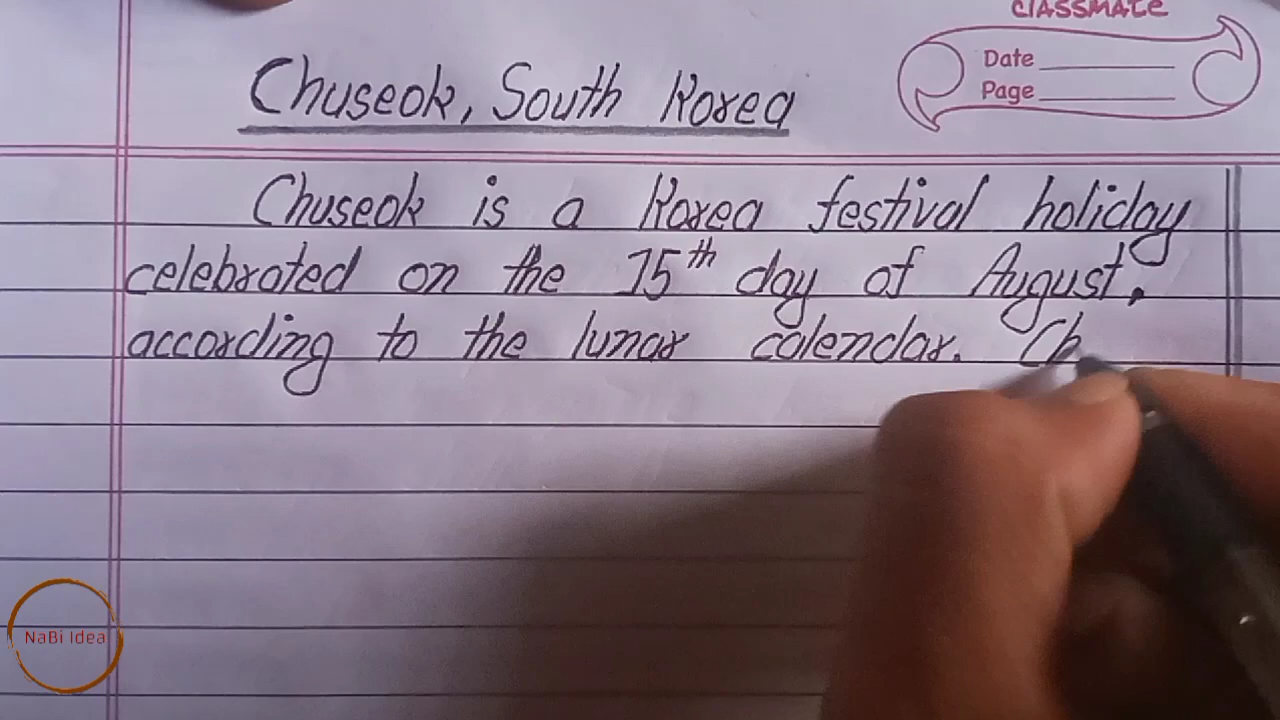 CLASSMATE
Date
Page
Chuseok, South Korea
Chuseok is a Korea festival holiday
celebrated on the 15th day of August.
according to the lunar calendar. Ch
NaBi Idea